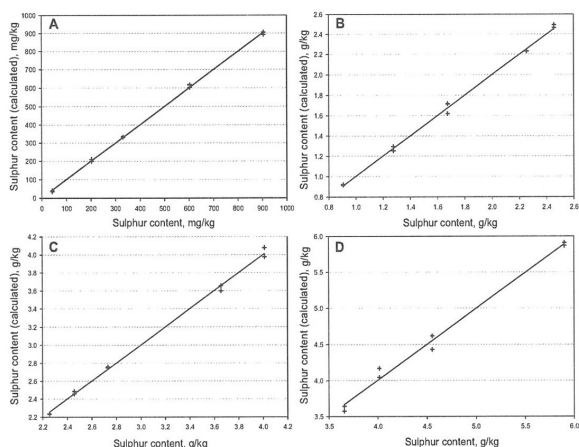 A
Sulphur content (calculated), mg/kg
1000
900
800
700
600
500
400
300
200
100
0
0 100 200 300 400 500 600 700 800 900 1000
Sulphur content, mg/kg
B
Sulphur content (calculated), g/kg
2.6
2.4
2.2
2.0
1.8
1.6
1.4
1.2
1.0
0.8
0.8 1.0 1.2 1.4 1.6 1.8 2.0 2.2 2.4 2.6
Sulphur content, g/kg
C
Sulphur content (calculated), g/kg
4.2
4.0
3.8
3.6
3.4
3.2
3.0
2.8
2.6
2.4
2.2
2.2 2.4 2.6 2.8 3.0 3.2 3.4 3.6 3.8 4.0 4.2
Sulphur content, g/kg
D
Sulphur content (calculated), g/kg
6.0
5.5
5.0
4.5
4.0
3.5
3.5 4.0 4.5 5.0 5.5 6.0
Sulphur content, g/kg